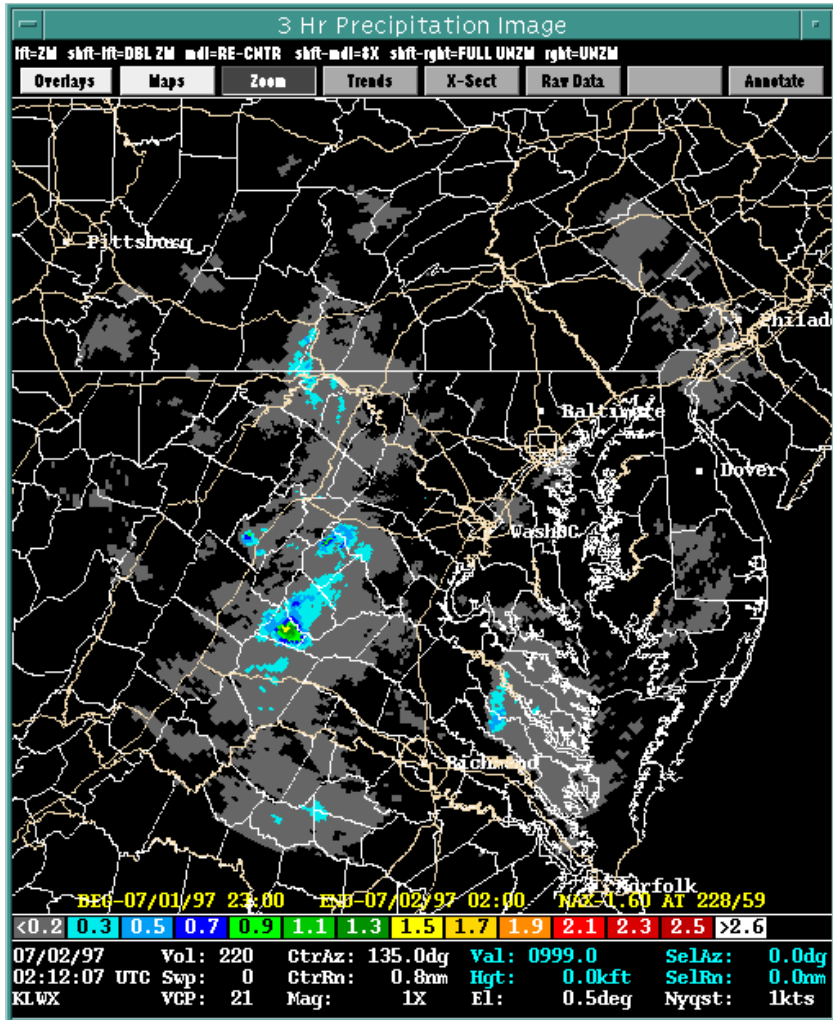 3 Hr Precipitation Image
lft=ZM shft-lft=DBL ZM mdl=RE-CNTR shft-mdl=8X shft-rght=FULL UNZM rght=UNZM
Overlays Maps Zoom Trends X-Sect Raw Data Annotate
Pittsburg
Philad
Baltimore
Dover
WashDC
Richmond
Norfolk
BEG-07/01/97 23:00 END-07/02/97 02:00 MAX-1.60 AT 228/59
<0.2 0.3 0.5 0.7 0.9 1.1 1.3 1.5 1.7 1.9 2.1 2.3 2.5 >2.6
07/02/97 Vol: 220 CtrAz: 135.0dg Val: 0999.0 SelAz: 0.0dg
02:12:07 UTC Swp: 0 CtrRn: 0.8nm Hgt: 0.0kft SelRn: 0.0nm
KLWX VCP: 21 Mag: 1X El: 0.5deg Nyqst: 1kts